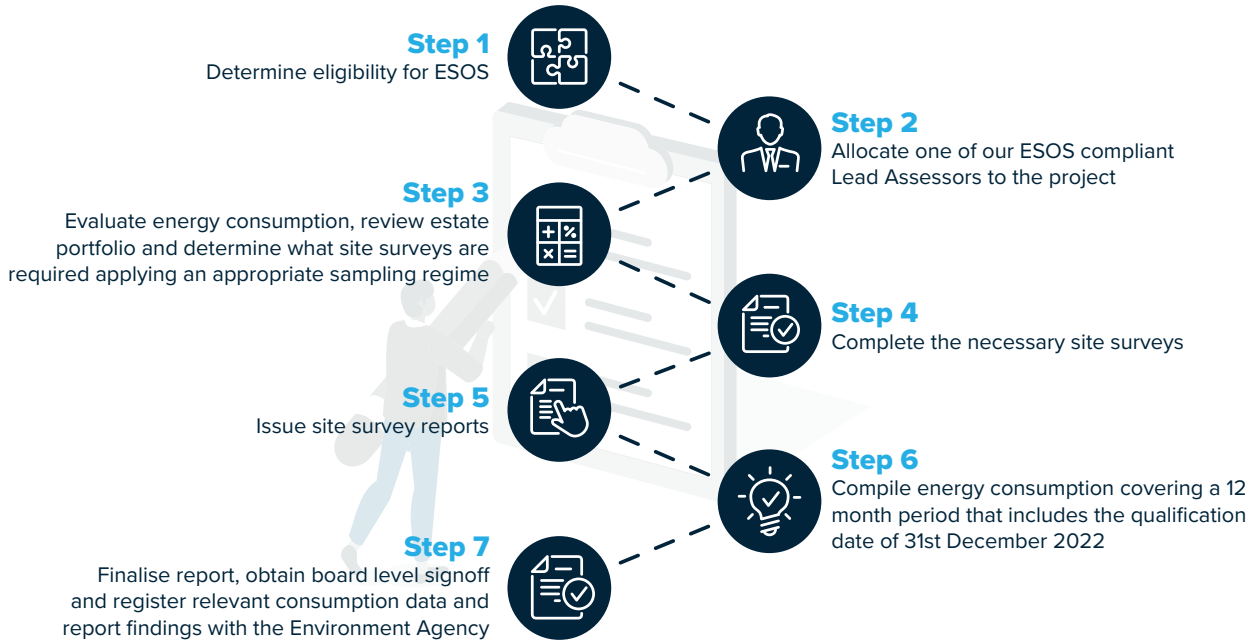 Step 1
Determine eligibility for ESOS
Step 2
Allocate one of our ESOS compliant
Lead Assessors to the project
Step 3
Evaluate energy consumption, review estate
portfolio and determine what site surveys are
required applying an appropriate sampling regime
Step 4
Complete the necessary site surveys
Step 5
Issue site survey reports
Step 6
Compile energy consumption covering a 12
month period that includes the qualification
date of 31st December 2022
Step 7
Finalise report, obtain board level signoff
and register relevant consumption data and
report findings with the Environment Agency